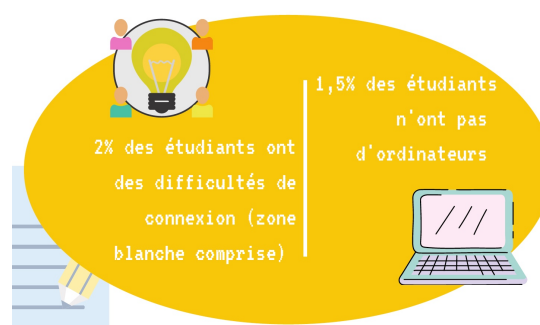 2% des étudiants ont
des difficultés de
connexion (zone
blanche comprise)
1,5% des étudiants
n'ont pas
d'ordinateurs